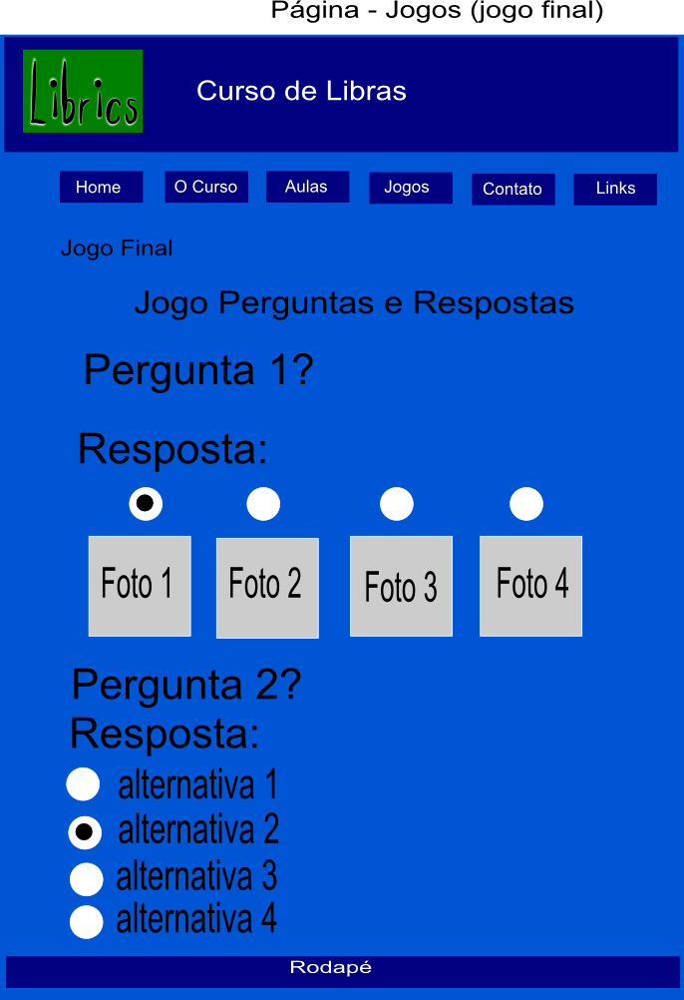 Página - Jogos (jogo final)
Librics
Curso de Libras
Home O Curso Aulas Jogos Contato Links
Jogo Final
Jogo Perguntas e Respostas
Pergunta 1?
Resposta:
Foto 1 Foto 2 Foto 3 Foto 4
Pergunta 2?
Resposta:
alternativa 1
alternativa 2
alternativa 3
alternativa 4
Rodapé